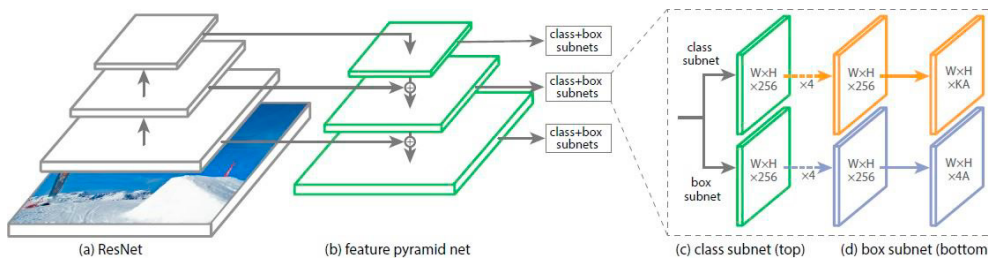 class+box
subnets
class+box
subnets
class+box
subnets
class
subnet
W×H
×256
×4
W×H
×256
W×H
×KA
W×H
×256
×4
W×H
×256
W×H
×4A
box
subnet
(a) ResNet
(b) feature pyramid net
(c) class subnet (top)
(d) box subnet (bottom